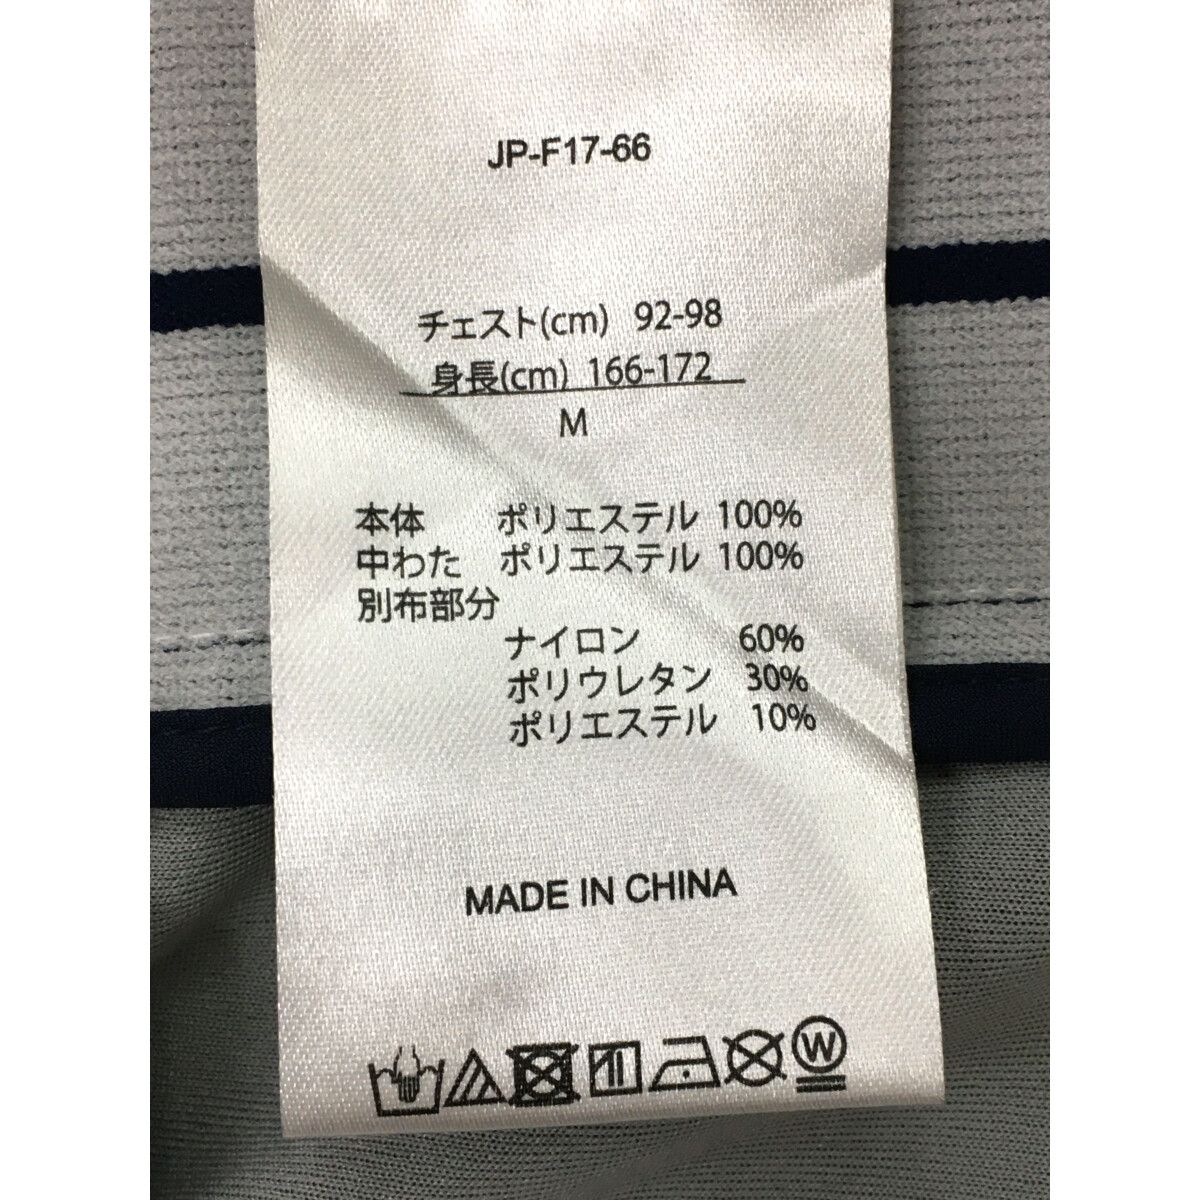 JP-F17-66
チェスト(cm) 92-98
身長(cm) 166-172
M
本体 ポリエステル 100%
中わた ポリエステル 100%
別布部分
ナイロン 60%
ポリウレタン 30%
ポリエステル 10%
MADE IN CHINA
W